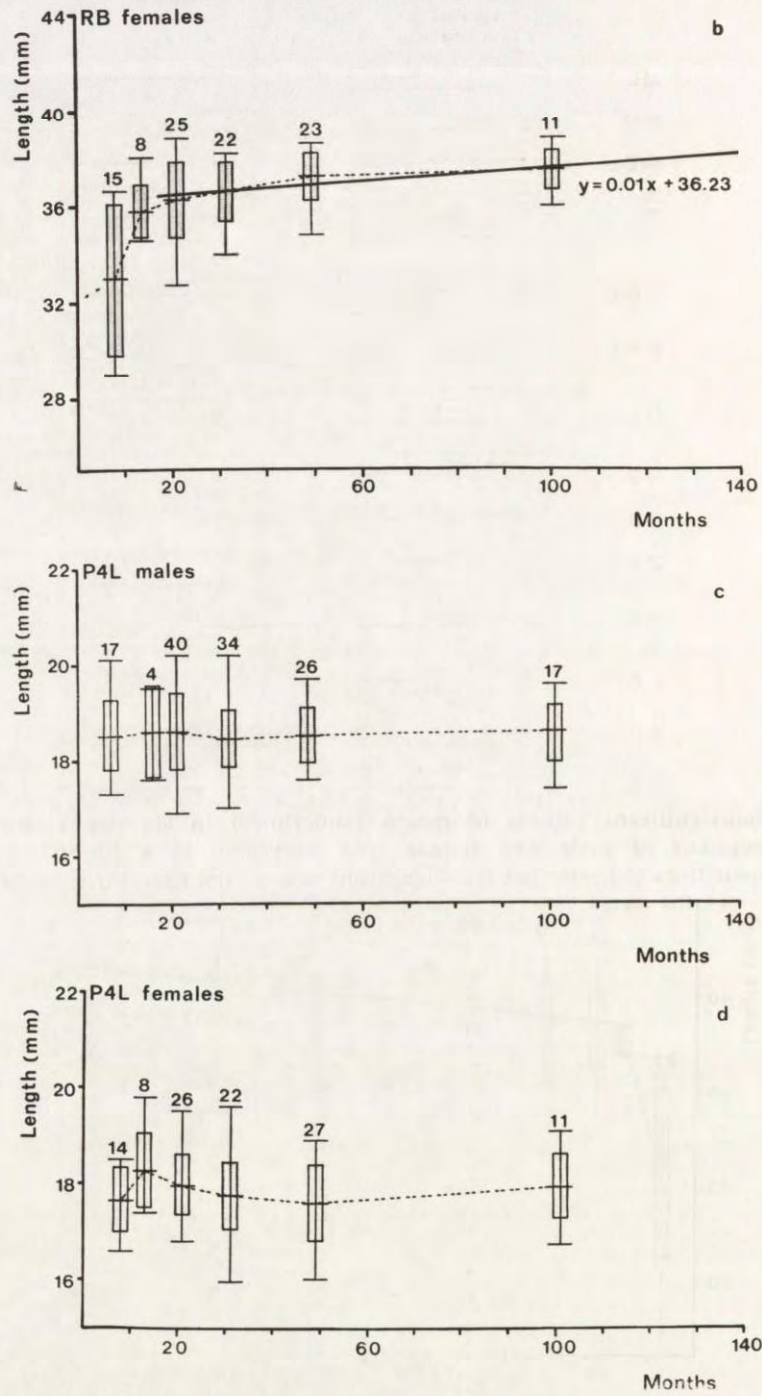 44 RB females b
Length (mm)
40
36
32
28
15 8 25 22 23 11
y=0.01x + 36.23
20 60 100 140
Months
22 P4L males c
Length (mm)
20
18
16
17 4 40 34 26 17
20 60 100 140
Months
22 P4L females d
Length (mm)
20
18
16
14 8 26 22 27 11
20 60 100 140
Months